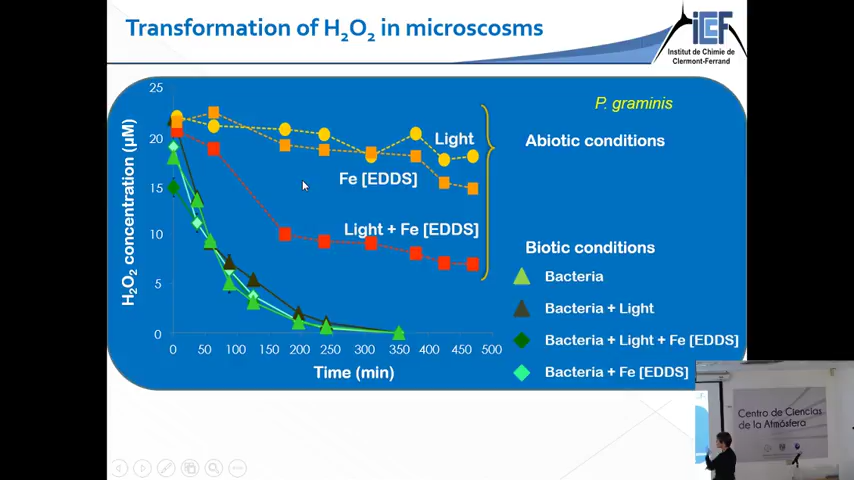 Transformation of H₂O₂ in microscosms
iCCF
Institut de Chimie de
Clermont-Ferrand
P. graminis
H₂O₂ concentration (µM)
25
20
15
10
5
0
0 50 100 150 200 250 300 350 400 450 500
Time (min)
Light
Fe [EDDS]
Light + Fe [EDDS]
Abiotic conditions
Biotic conditions
Bacteria
Bacteria + Light
Bacteria + Light + Fe [EDDS]
Bacteria + Fe [EDDS]
Centro de Ciencias
de la Atmósfera